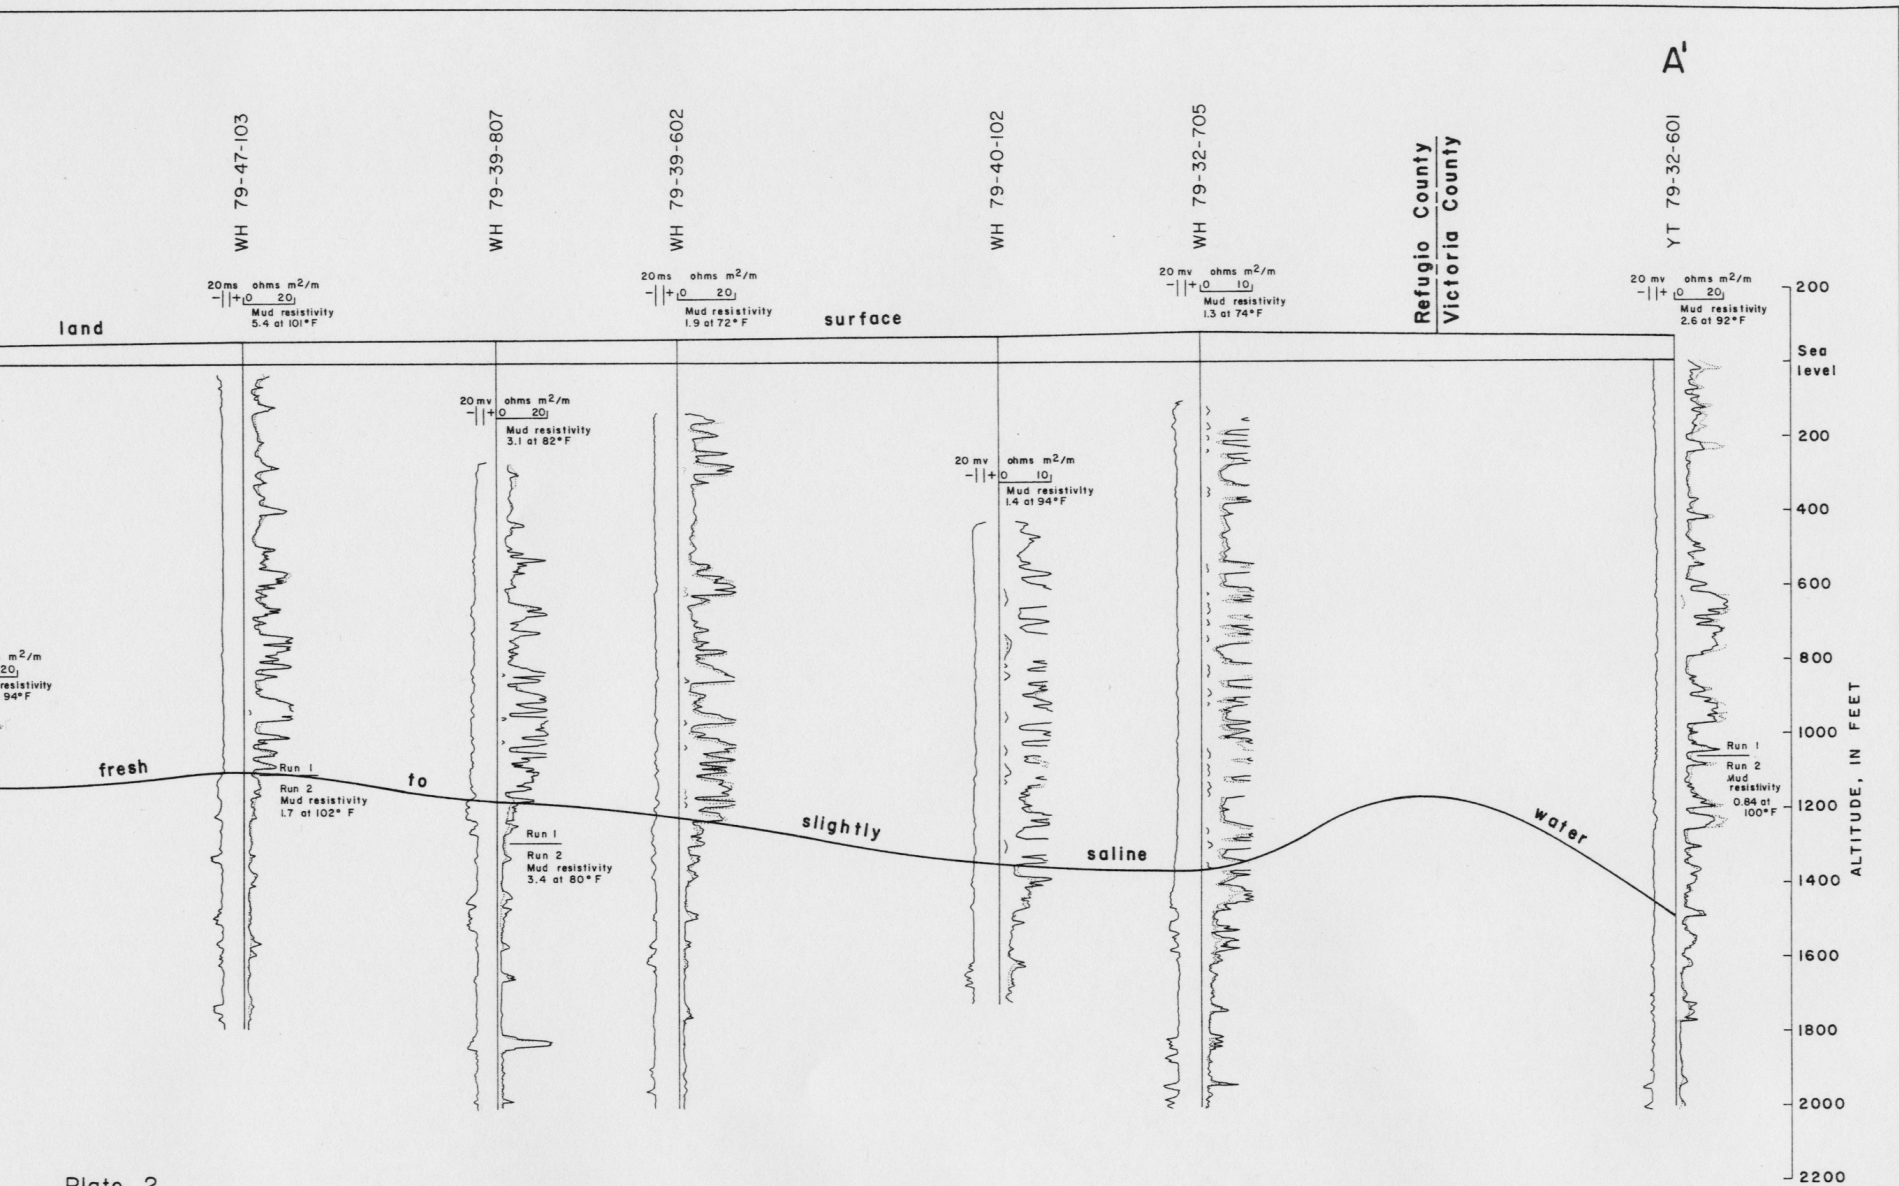 A'
WH 79-47-103
WH 79-39-807
WH 79-39-602
WH 79-40-102
WH 79-32-705
Refugio County
Victoria County
YT 79-32-601
20ms ohms m2/m
-||+ 0 20
Mud resistivity
5.4 at 101°F
20ms ohms m2/m
-||+ 0 20
Mud resistivity
1.9 at 72°F
20 mv ohms m2/m
-||+ 0 10
Mud resistivity
1.3 at 74°F
20 mv ohms m2/m
-||+ 0 20
Mud resistivity
2.6 at 92°F
land surface
20 mv ohms m2/m
-||+ 0 20
Mud resistivity
3.1 at 82°F
20 mv ohms m2/m
-||+ 0 10
Mud resistivity
1.4 at 94°F
m2/m
20
resistivity
94°F
fresh to slightly saline water
Run 1
Run 2
Mud resistivity
1.7 at 102° F
Run 1
Run 2
Mud resistivity
3.4 at 80°F
Run 1
Run 2
Mud
resistivity
0.84 at
100°F
200
Sea
level
200
400
600
800
1000
1200
1400
1600
1800
2000
2200
ALTITUDE, IN FEET
Plate 2